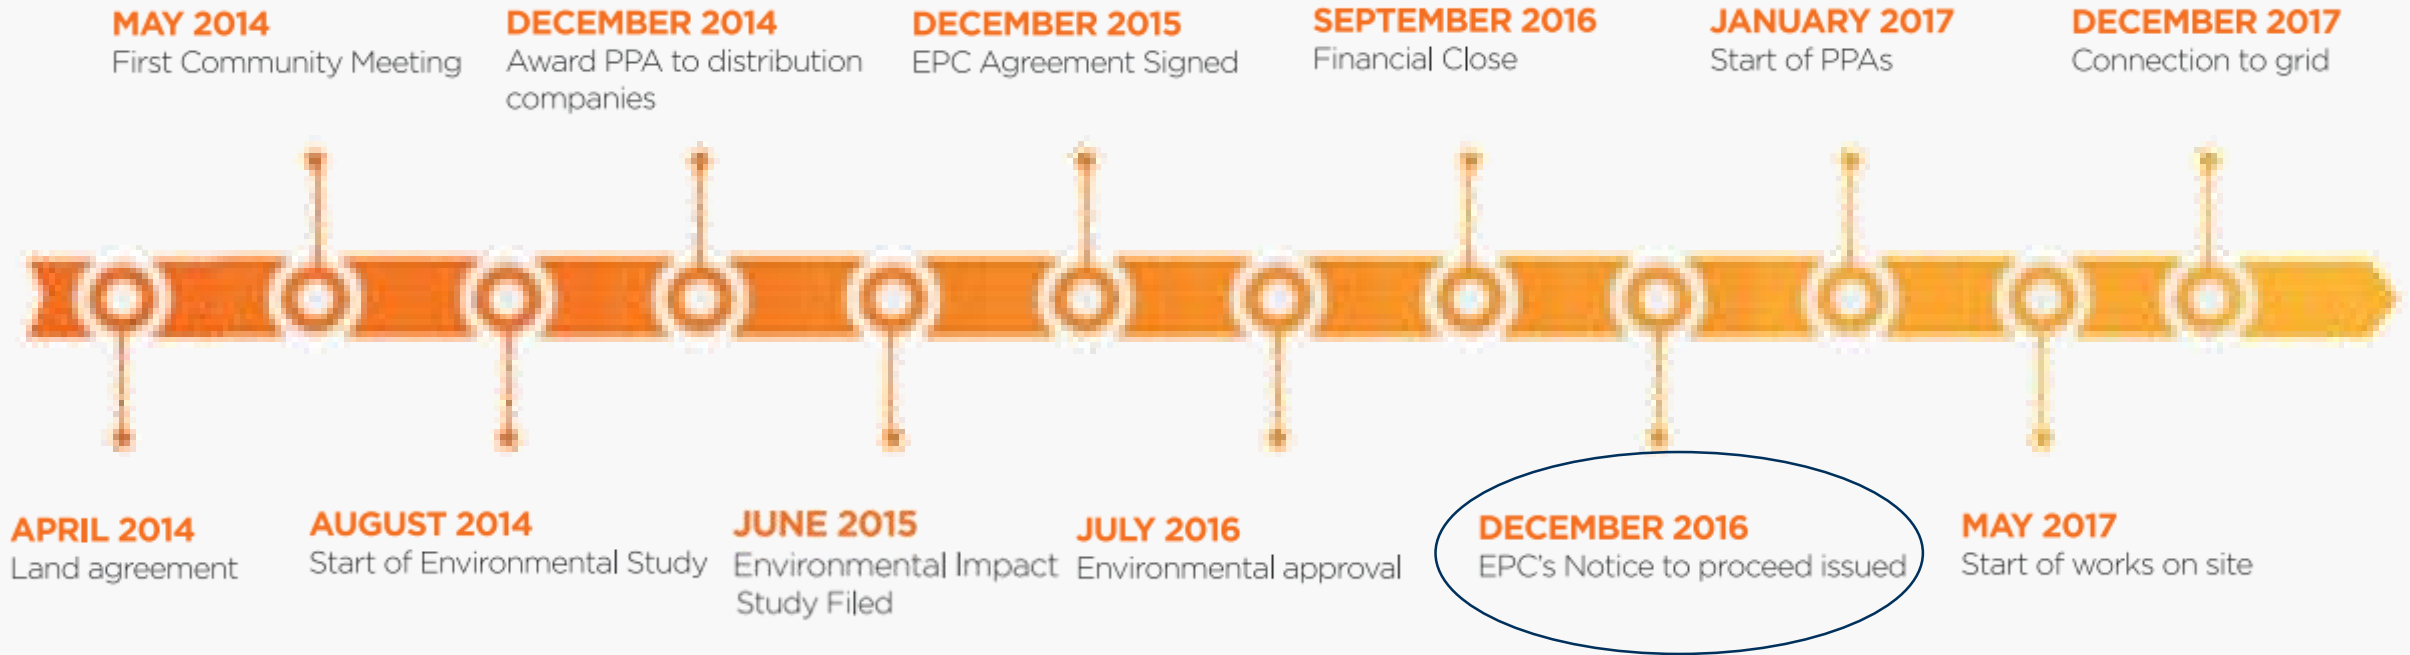 MAY 2014
First Community Meeting
DECEMBER 2014
Award PPA to distribution
companies
DECEMBER 2015
EPC Agreement Signed
SEPTEMBER 2016
Financial Close
JANUARY 2017
Start of PPAs
DECEMBER 2017
Connection to grid
APRIL 2014
Land agreement
AUGUST 2014
Start of Environmental Study
JUNE 2015
Environmental Impact
Study Filed
JULY 2016
Environmental approval
DECEMBER 2016
EPC's Notice to proceed issued
MAY 2017
Start of works on site